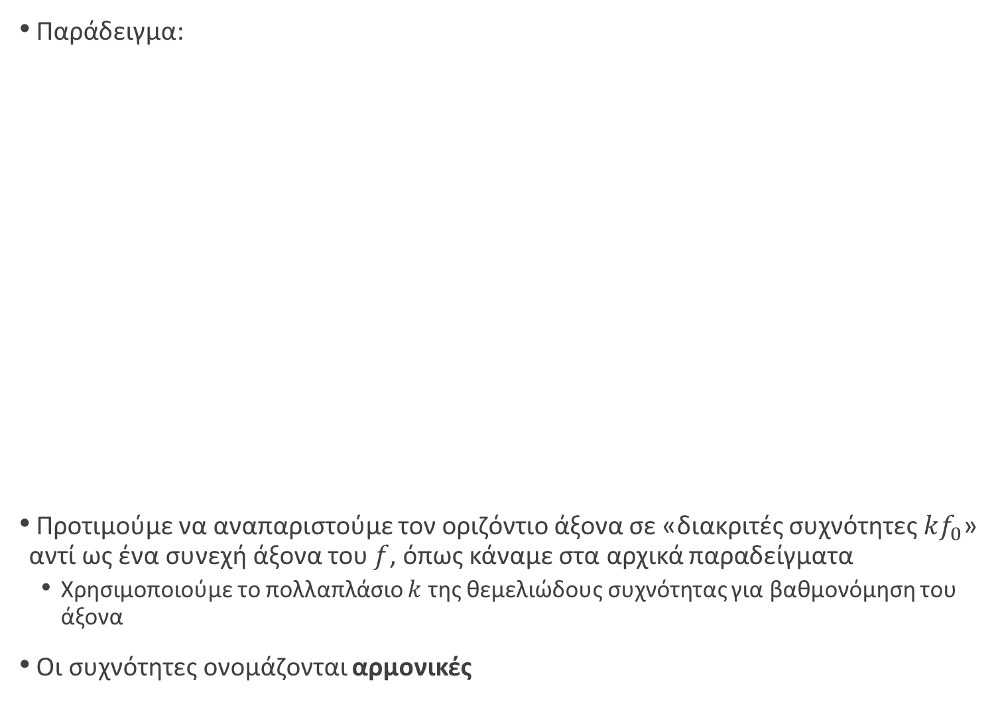 • Παράδειγμα:
• Προτιμούμε να αναπαριστούμε τον οριζόντιο άξονα σε «διακριτές συχνότητες 𝑘𝑓₀»
αντί ως ένα συνεχή άξονα του 𝑓, όπως κάναμε στα αρχικά παραδείγματα
• Χρησιμοποιούμε το πολλαπλάσιο 𝑘 της θεμελιώδους συχνότητας για βαθμονόμηση του
άξονα
• Οι συχνότητες ονομάζονται αρμονικές